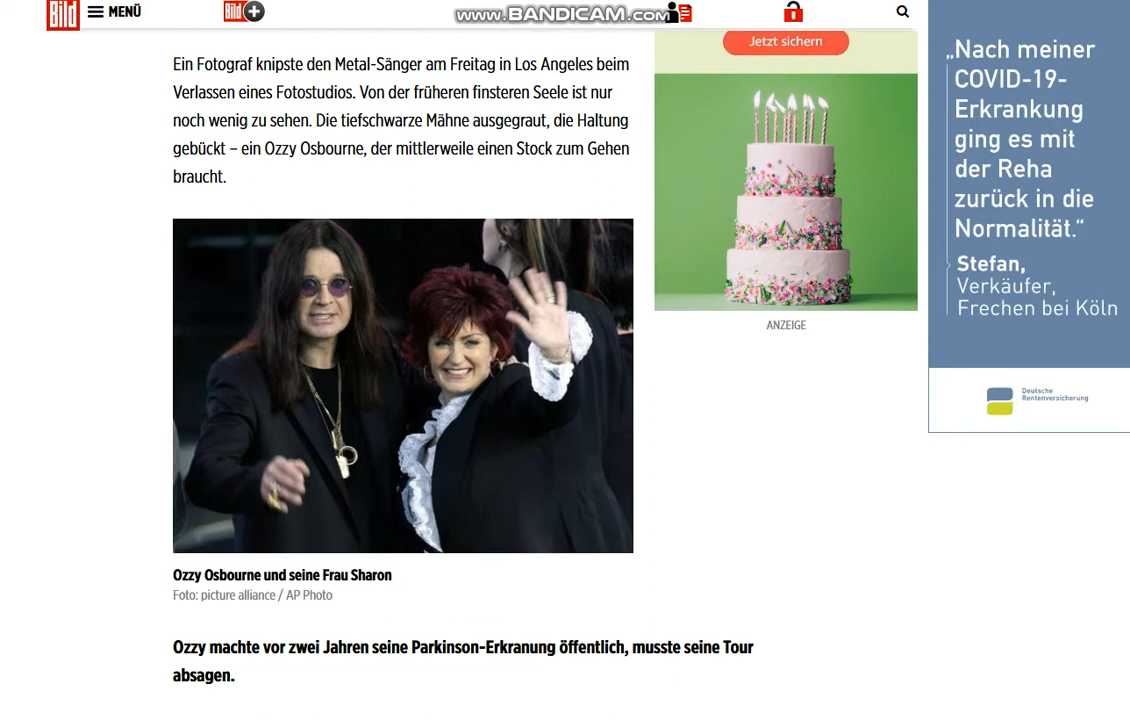 Bild
MENÜ
Bild
www.BANDICAM.com
Jetzt sichern
Ein Fotograf knipste den Metal-Sänger am Freitag in Los Angeles beim
Verlassen eines Fotostudios. Von der früheren finsteren Seele ist nur
noch wenig zu sehen. Die tiefschwarze Mähne ausgegraut, die Haltung
gebückt – ein Ozzy Osbourne, der mittlerweile einen Stock zum Gehen
braucht.
ANZEIGE
Ozzy Osbourne und seine Frau Sharon
Foto: picture alliance / AP Photo
Ozzy machte vor zwei Jahren seine Parkinson-Erkranung öffentlich, musste seine Tour
absagen.
„Nach meiner
COVID-19-
Erkrankung
ging es mit
der Reha
zurück in die
Normalität.“
Stefan,
Verkäufer,
Frechen bei Köln
Deutsche
Rentenversicherung